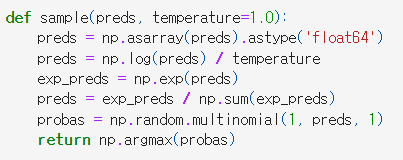 def sample(preds, temperature=1.0):
    preds = np.asarray(preds).astype('float64')
    preds = np.log(preds) / temperature
    exp_preds = np.exp(preds)
    preds = exp_preds / np.sum(exp_preds)
    probas = np.random.multinomial(1, preds, 1)
    return np.argmax(probas)